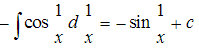 -∫cos 1/x d 1/x = -sin 1/x + c